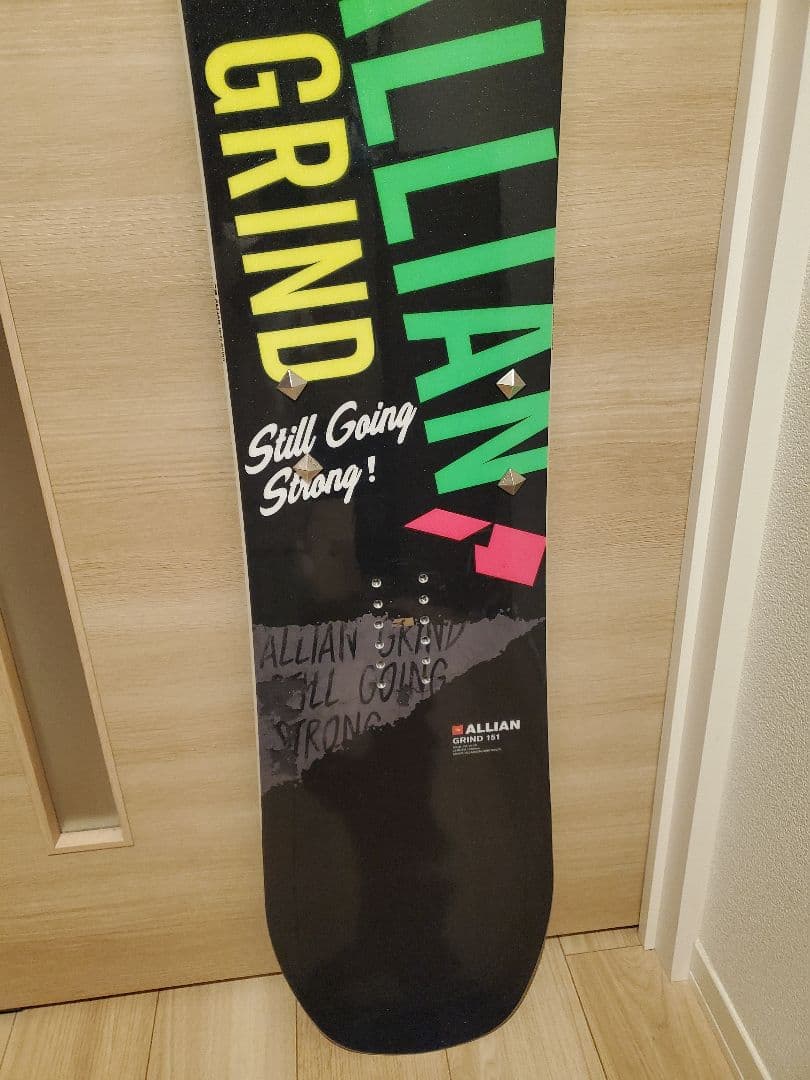 ALLIAN
GRIND
Still Going
Strong!
ALLIAN GRIND
STILL GOING
STRONG
ALLIAN
GRIND 151